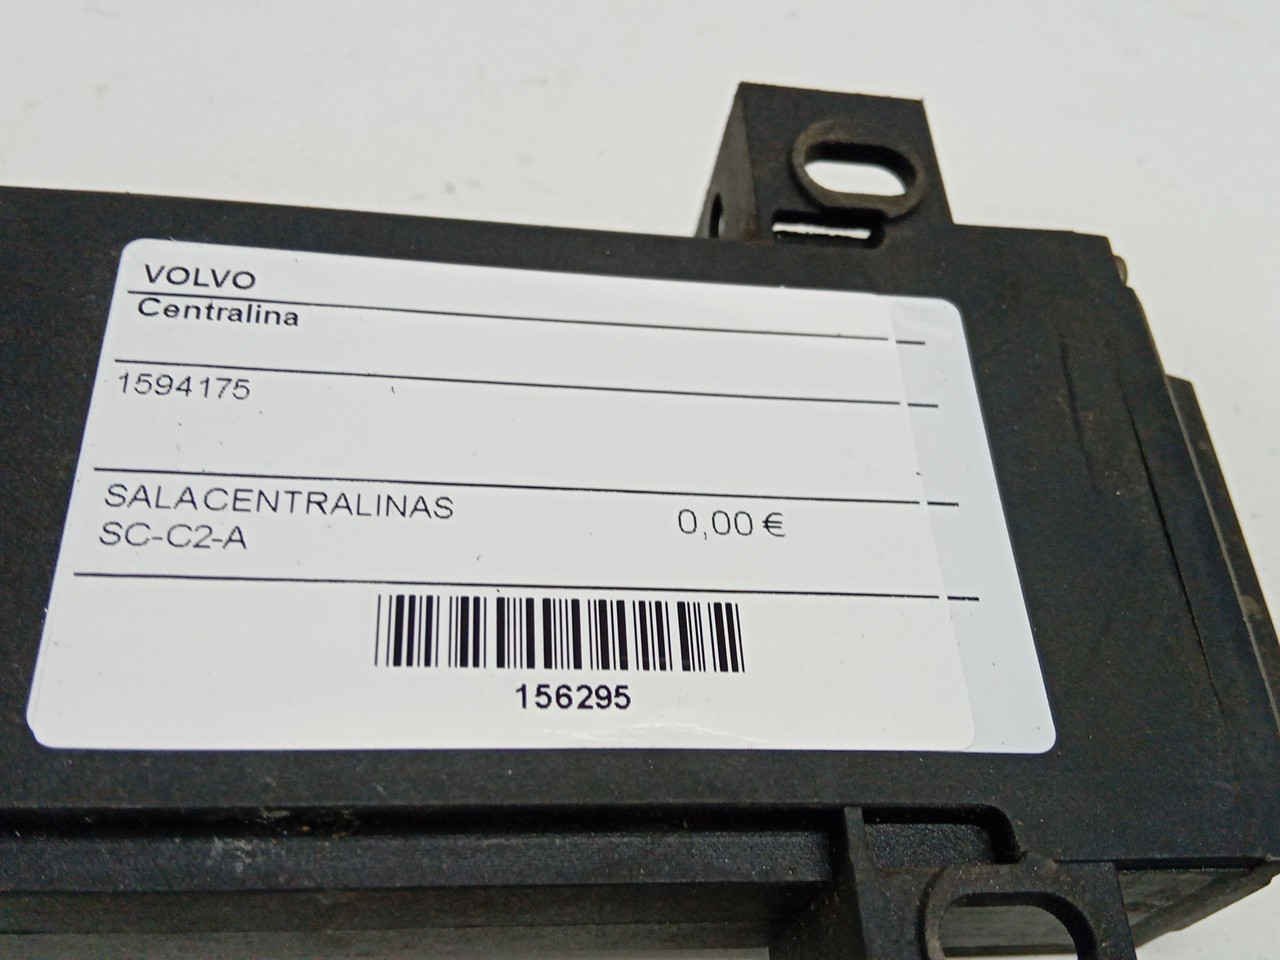 VOLVO
Centralina
1594175
SALACENTRALINAS
0,00 €
SC-C2-A
156295